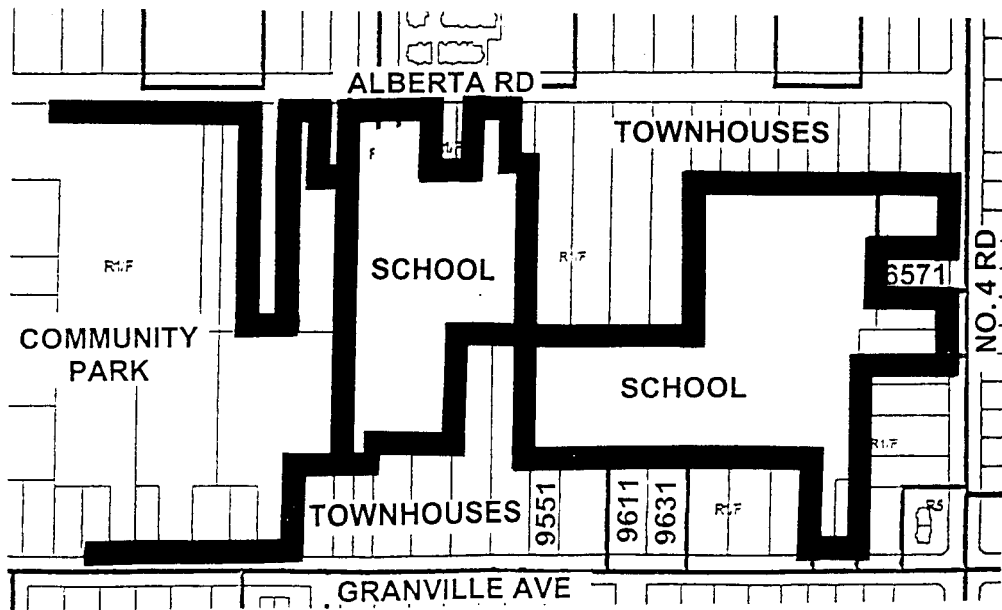 ALBERTA RD
TOWNHOUSES
R1/F
R1/F
SCHOOL
6571
NO. 4 RD
COMMUNITY
PARK
SCHOOL
R1/F
TOWNHOUSES
9551
9611
9631
R1/F
GRANVILLE AVE